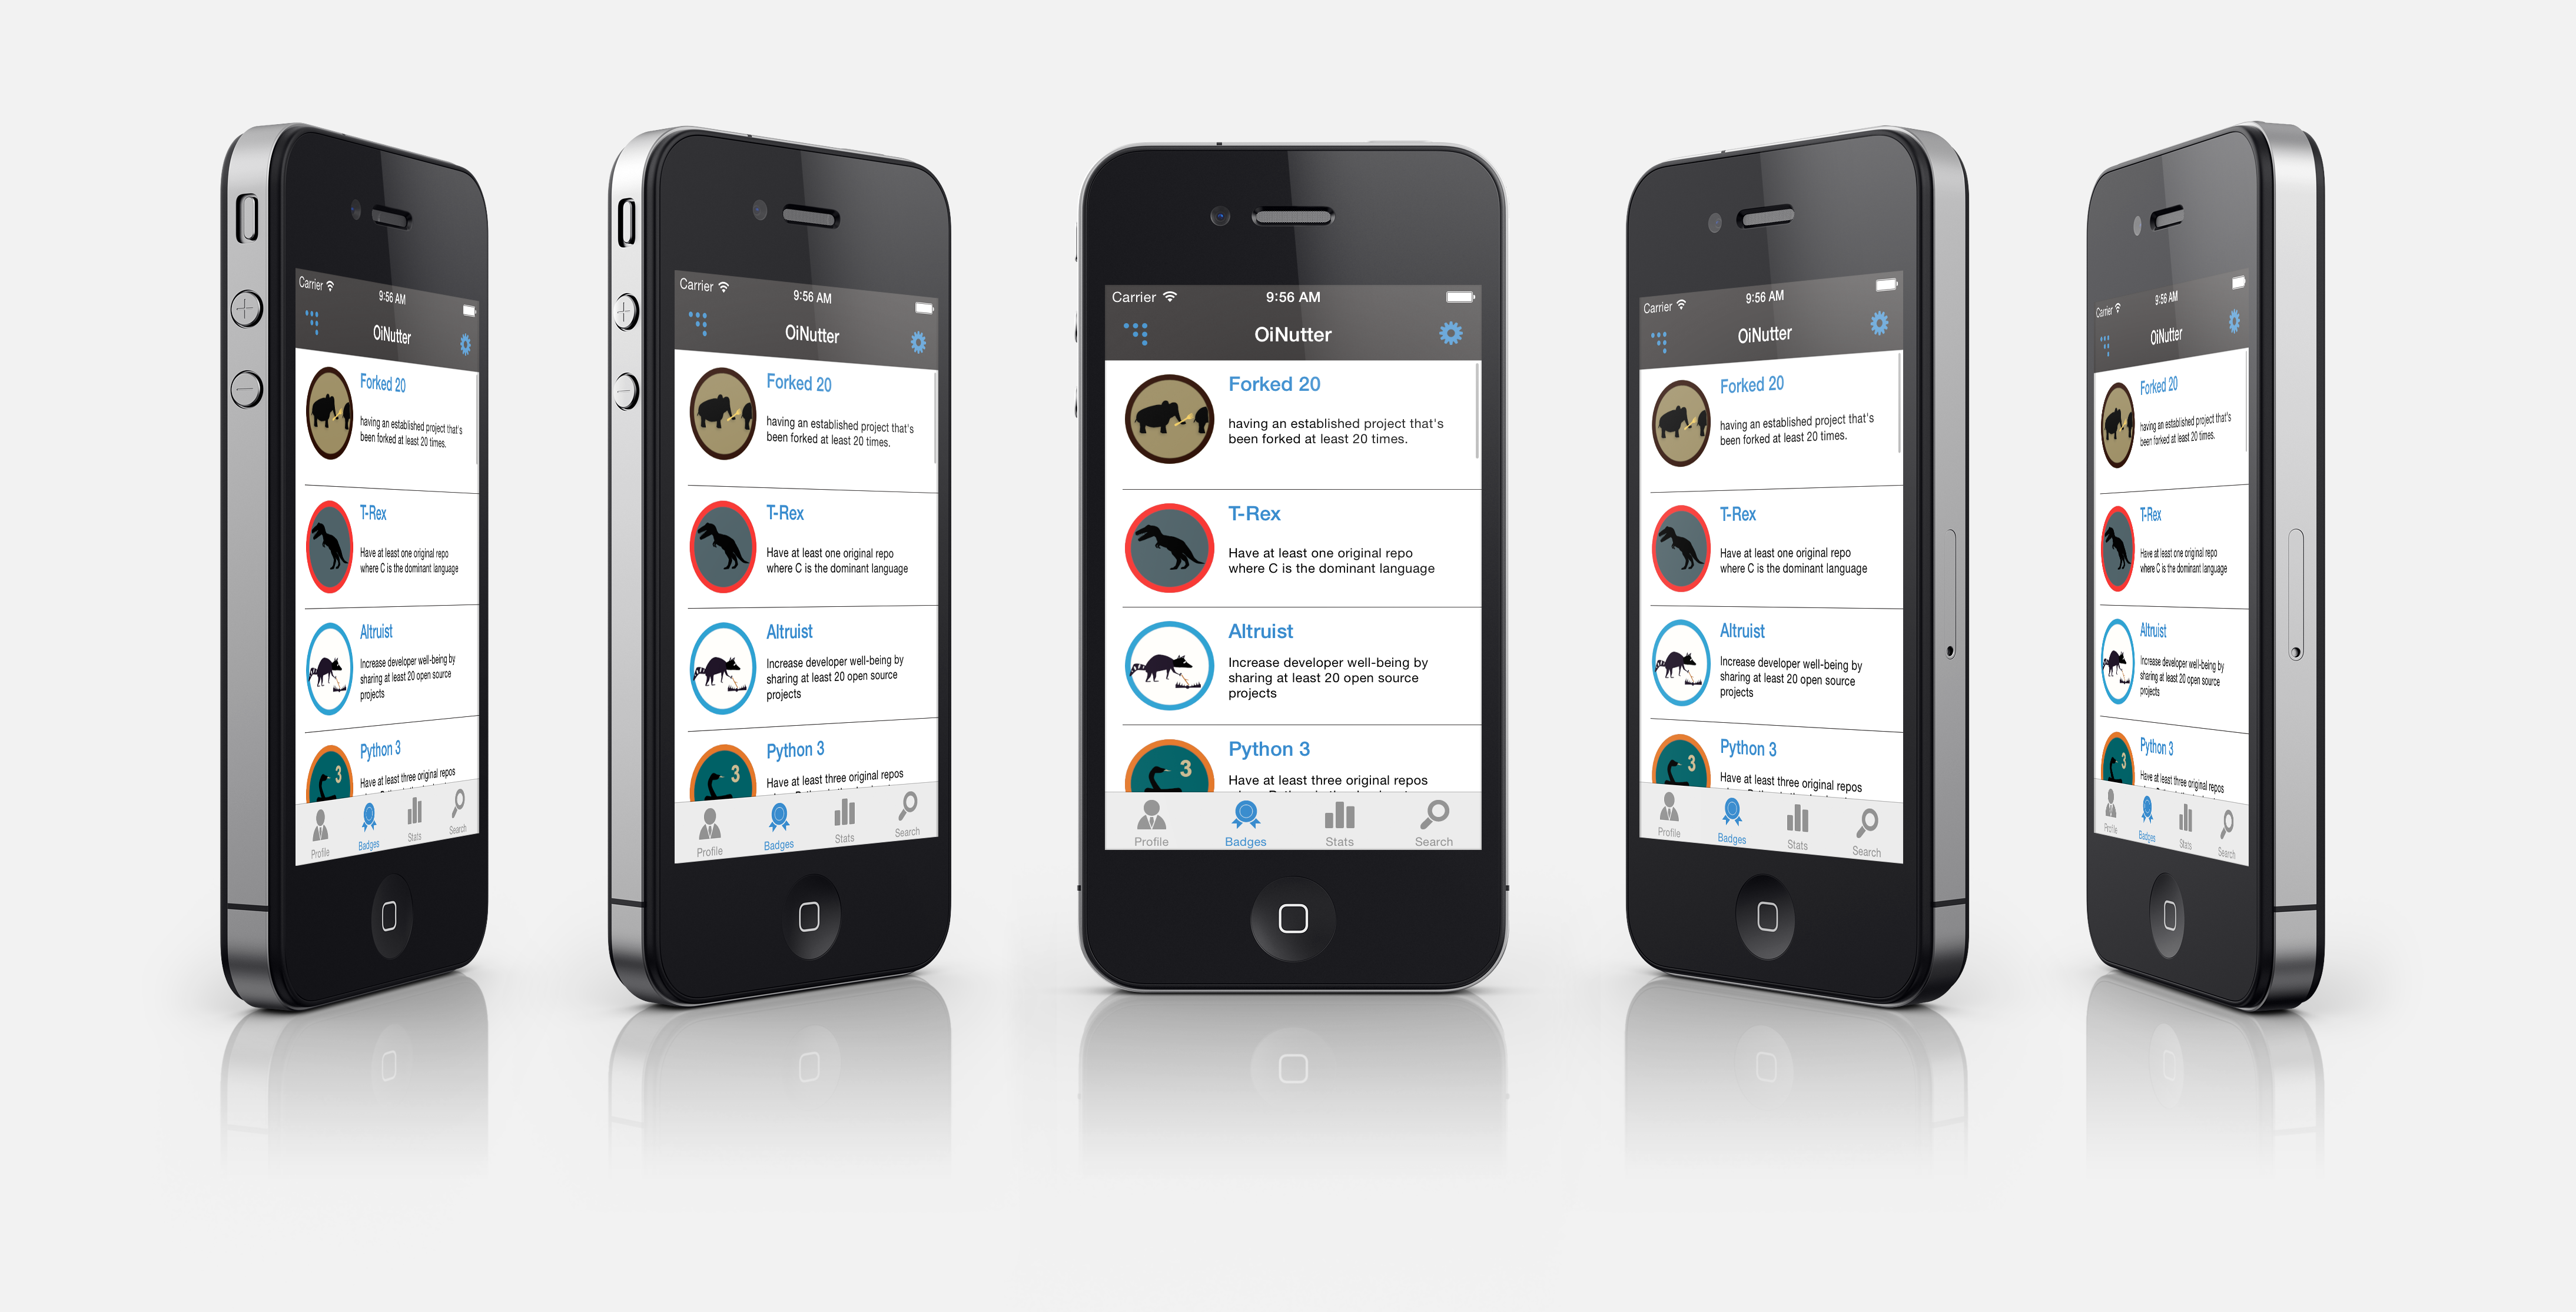 Carrier
9:56 AM
OiNutter
Forked 20
having an established project that's
been forked at least 20 times.
T-Rex
Have at least one original repo
where C is the dominant language
Altruist
Increase developer well-being by
sharing at least 20 open source
projects
3
Python 3
Have at least three original repos
Profile
Badges
Stats
Search
Carrier
9:56 AM
OiNutter
Forked 20
having an established project that's
been forked at least 20 times.
T-Rex
Have at least one original repo
where C is the dominant language
Altruist
Increase developer well-being by
sharing at least 20 open source
projects
3
Python 3
Have at least three original repos
Profile
Badges
Stats
Search
Carrier
9:56 AM
OiNutter
Forked 20
having an established project that's
been forked at least 20 times.
T-Rex
Have at least one original repo
where C is the dominant language
Altruist
Increase developer well-being by
sharing at least 20 open source
projects
3
Python 3
Have at least three original repos
Profile
Badges
Stats
Search
Carrier
9:56 AM
OiNutter
Forked 20
having an established project that's
been forked at least 20 times.
T-Rex
Have at least one original repo
where C is the dominant language
Altruist
Increase developer well-being by
sharing at least 20 open source
projects
3
Python 3
Have at least three original repos
Profile
Badges
Stats
Search
Carrier
9:56 AM
OiNutter
Forked 20
having an established project that's
been forked at least 20 times.
T-Rex
Have at least one original repo
where C is the dominant language
Altruist
Increase developer well-being by
sharing at least 20 open source
projects
3
Python 3
Have at least three original repos
Profile
Badges
Stats
Search